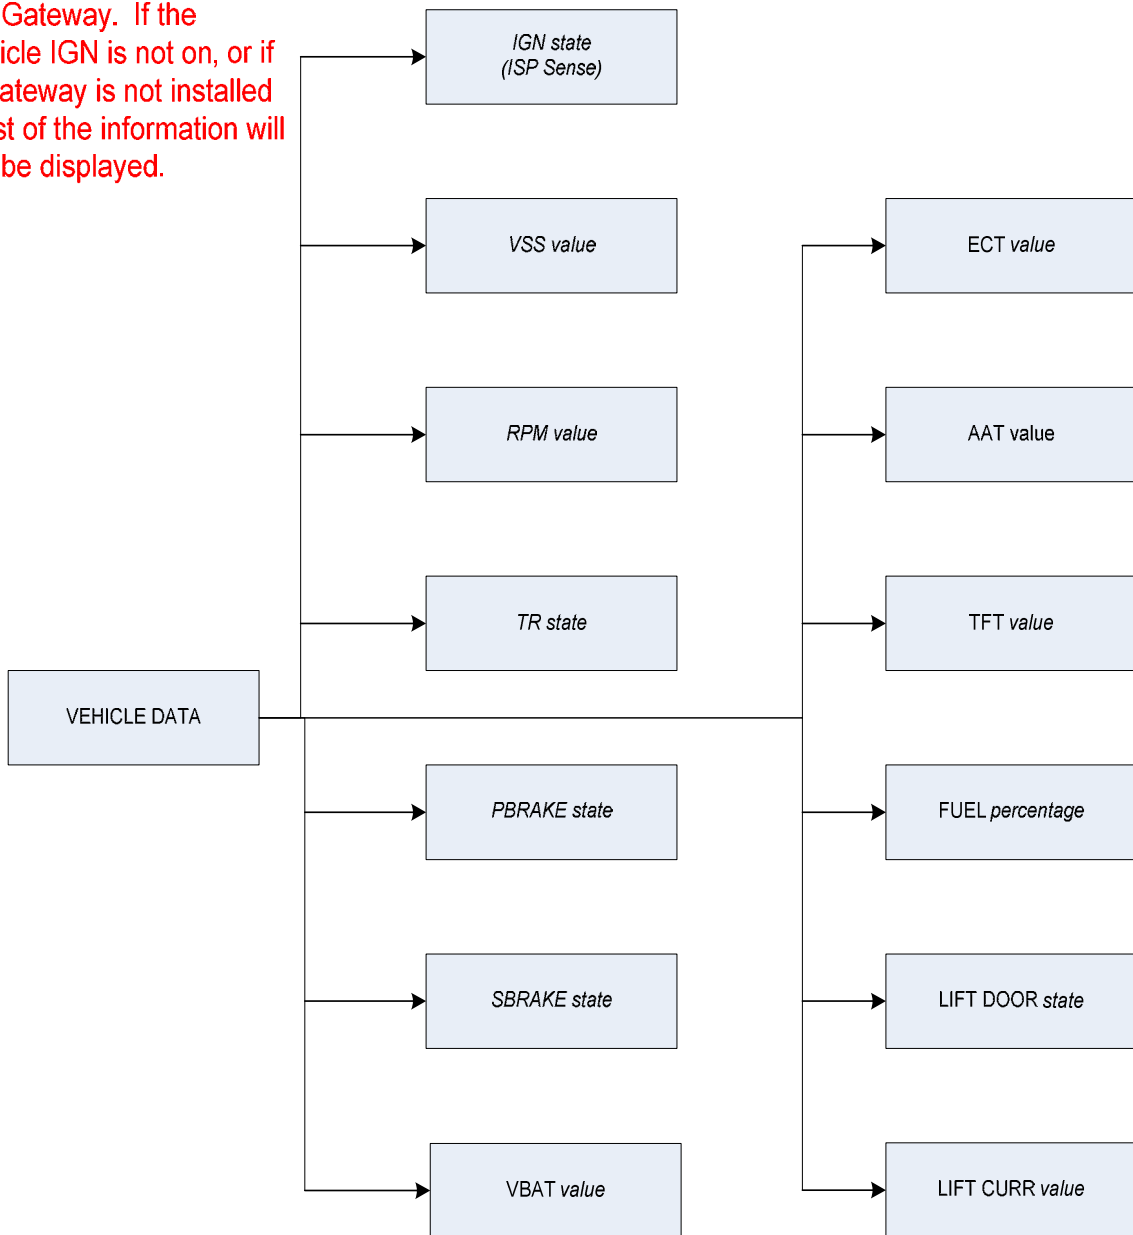 Gateway. If the
icle IGN is not on, or if
ateway is not installed
st of the information will
be displayed.
IGN state
(ISP Sense)
VSS value
ECT value
RPM value
AAT value
TR state
TFT value
VEHICLE DATA
PBRAKE state
FUEL percentage
SBRAKE state
LIFT DOOR state
VBAT value
LIFT CURR value